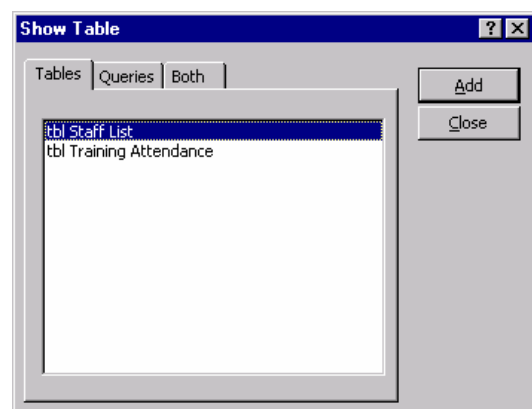 Show Table
Tables Queries Both
tbl Staff List
tbl Training Attendance
Add
Close